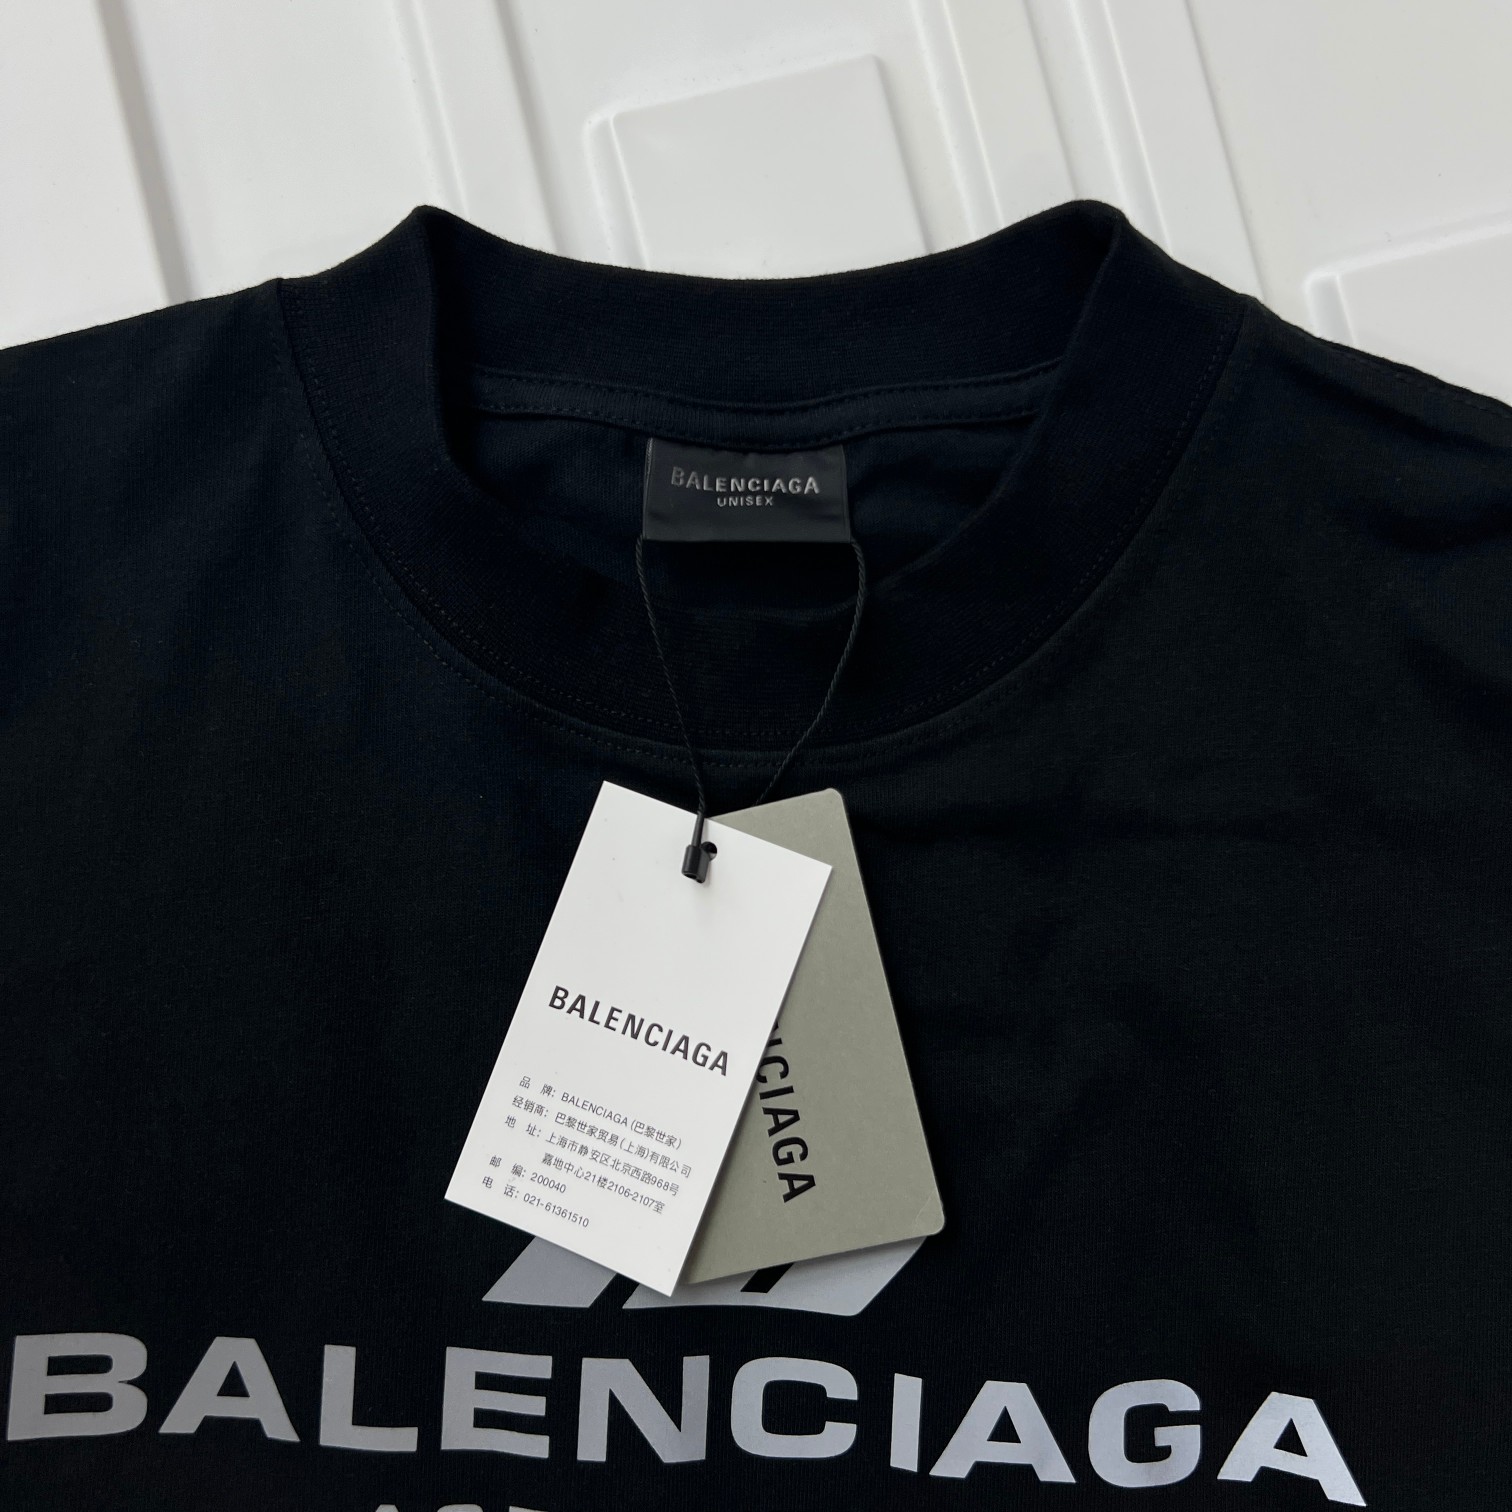 BALENCIAGA
UNISEX
BALENCIAGA
品 牌: BALENCIAGA (巴黎世家)
经销商: 巴黎世家贸易(上海)有限公司
地 址: 上海市静安区北京西路968号
嘉地中心21楼2106-2107室
邮 编: 200040
电 话: 021-61361510
NCIAGA
BALENCIAGA